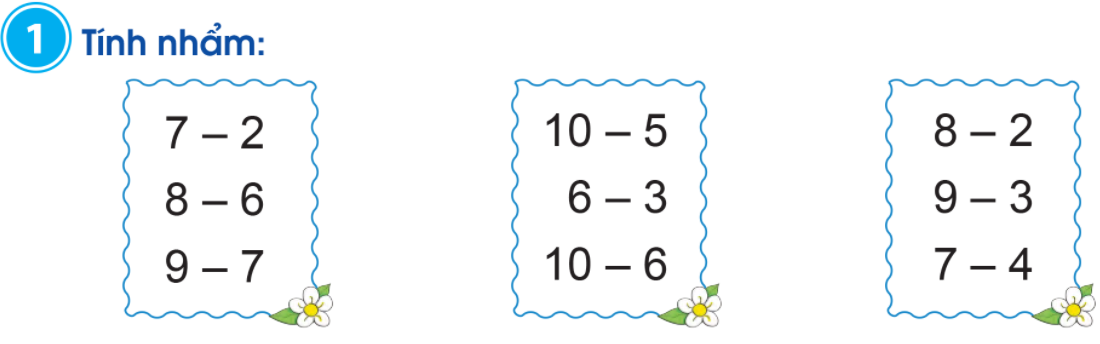 1 Tính nhẩm:
7 – 2
8 – 6
9 – 7
10 – 5
6 – 3
10 – 6
8 – 2
9 – 3
7 – 4